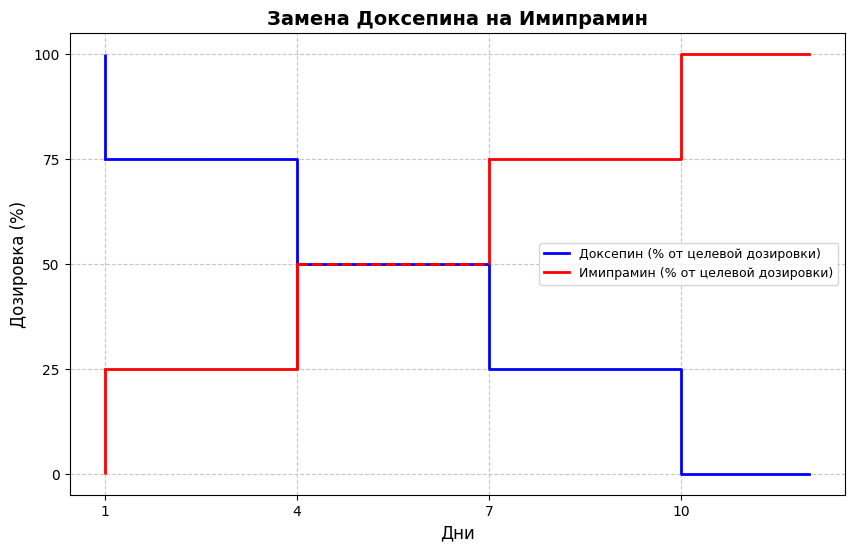 Замена Доксепина на Имипрамин
Дозировка (%)
100
75
50
25
0
Доксепин (% от целевой дозировки)
Имипрамин (% от целевой дозировки)
1 4 7 10
Дни